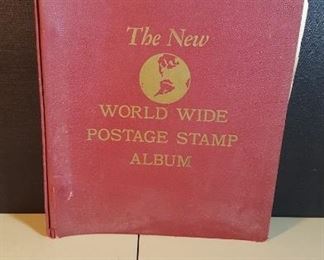 The New
WORLD WIDE
POSTAGE STAMP
ALBUM